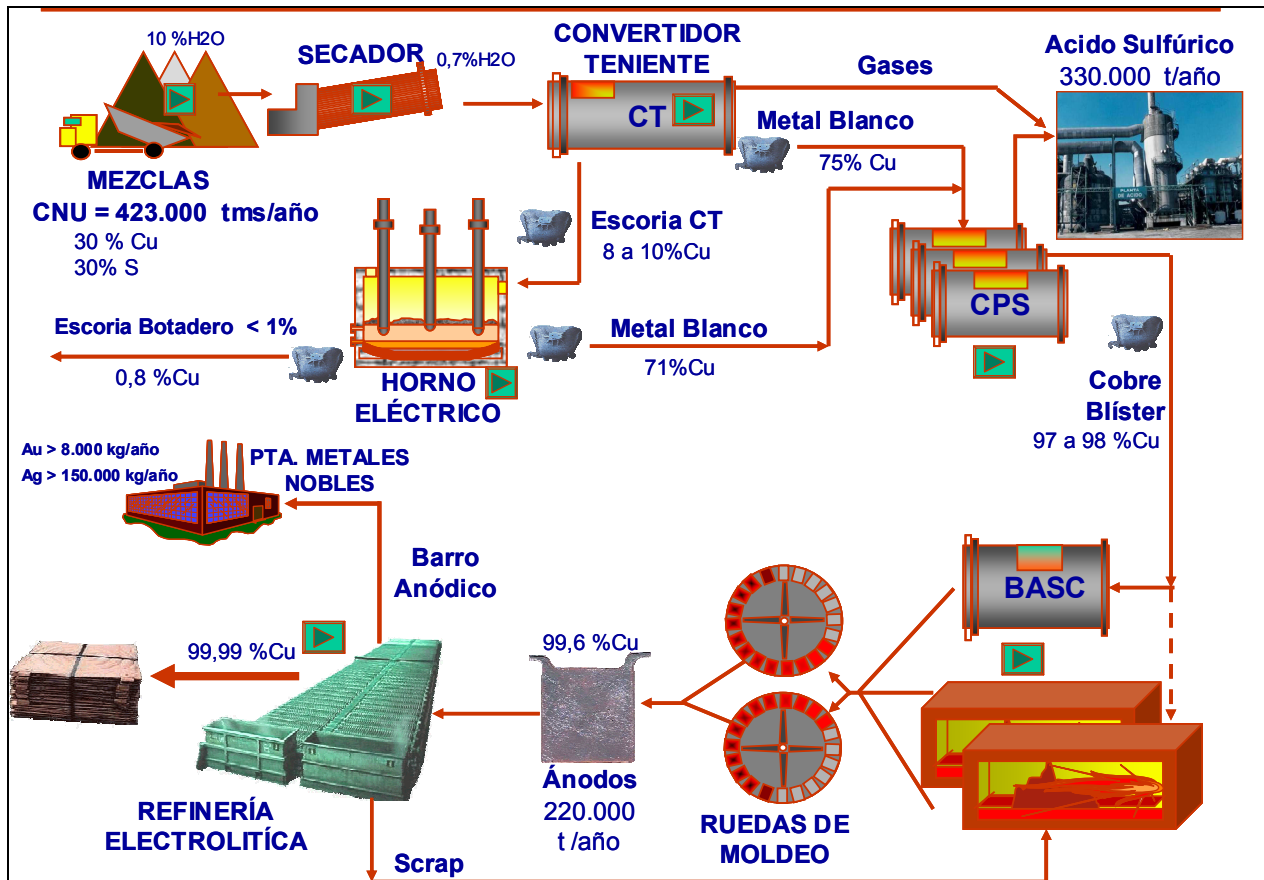 10 %H2O
SECADOR
0,7%H2O
CONVERTIDOR
TENIENTE
CT
Gases
Acido Sulfúrico
330.000 t/año
PLANTA
DE ACIDO
Metal Blanco
75% Cu
MEZCLAS
CNU = 423.000 tms/año
30 % Cu
30% S
Escoria CT
8 a 10%Cu
CPS
Escoria Botadero < 1%
0,8 %Cu
HORNO
ELÉCTRICO
Metal Blanco
71%Cu
Cobre
Blíster
97 a 98 %Cu
Au > 8.000 kg/año
Ag > 150.000 kg/año
PTA. METALES
NOBLES
Barro
Anódico
BASC
99,99 %Cu
99,6 %Cu
Ánodos
220.000
t /año
REFINERÍA
ELECTROLITÍCA
RUEDAS DE
MOLDEO
Scrap